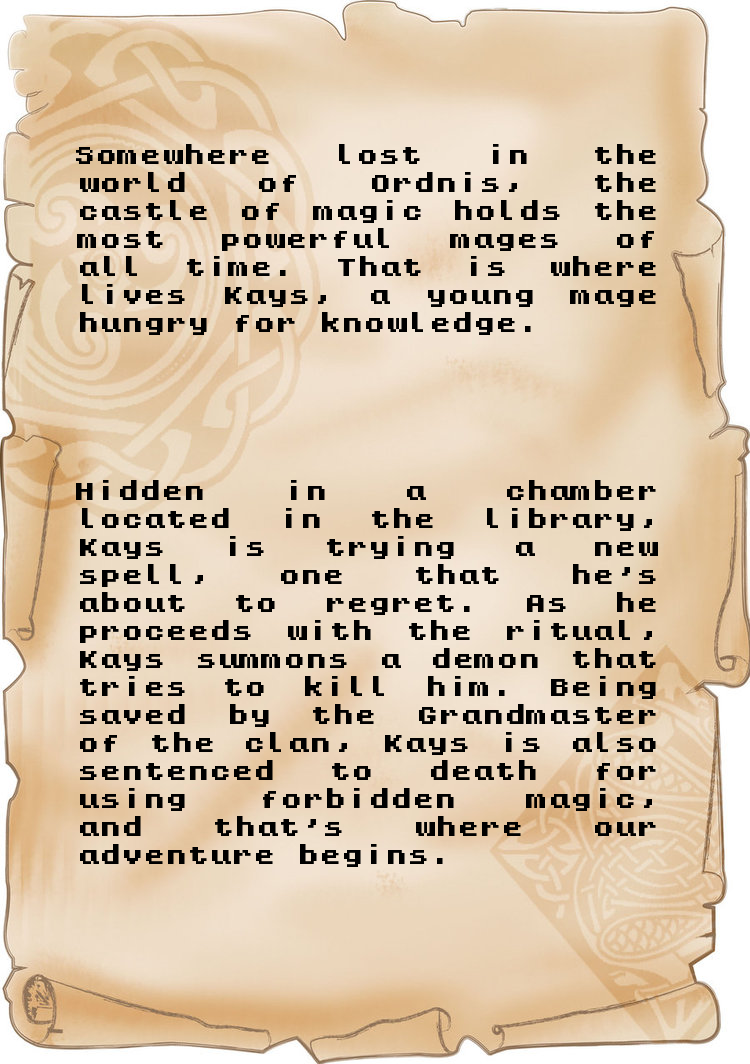 Somewhere lost in the
world of Ordnis, the
castle of magic holds the
most powerful mages of
all time. That is where
lives Kays, a young mage
hungry for knowledge.
Hidden in a chamber
located in the library,
Kays is trying a new
spell, one that he's
about to regret. As he
proceeds with the ritual,
Kays summons a demon that
tries to kill him. Being
saved by the Grandmaster
of the clan, Kays is also
sentenced to death for
using forbidden magic,
and that's where our
adventure begins.